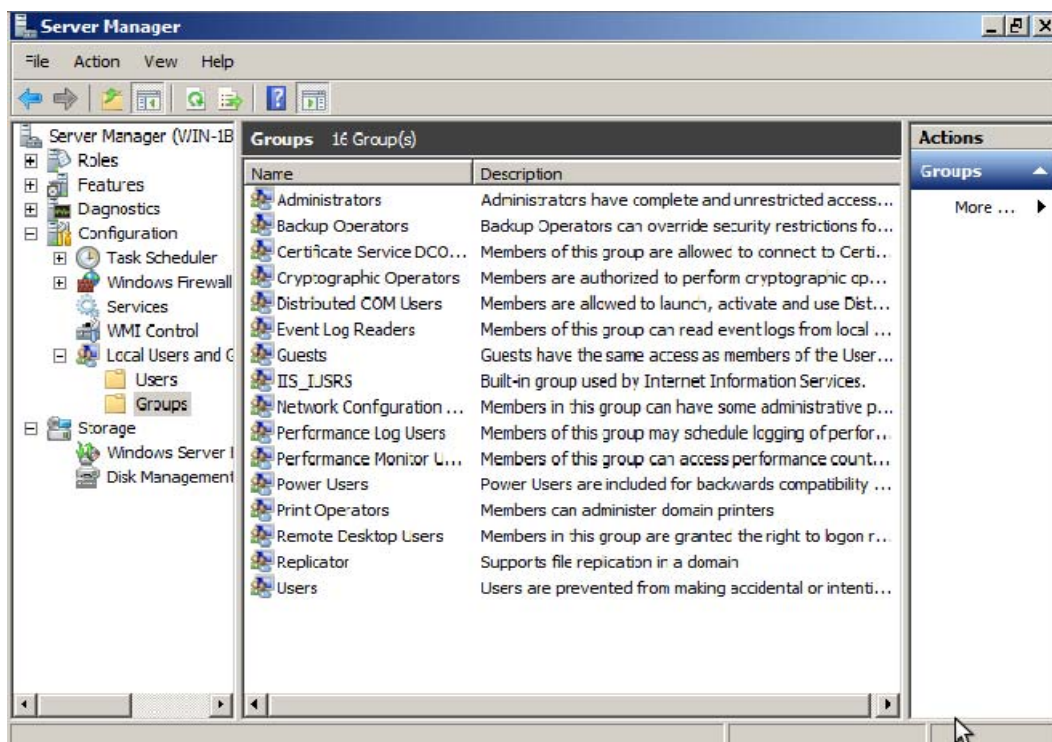 Server Manager
File Action View Help
Server Manager (WIN-1B
Roles
Features
Diagnostics
Configuration
Task Scheduler
Windows Firewall
Services
WMI Control
Local Users and G
Users
Groups
Storage
Windows Server
Disk Management
Groups 16 Group(s)
Name Description
Administrators Administrators have complete and unrestricted access...
Backup Operators Backup Operators can override security restrictions fo...
Certificate Service DCO... Members of this group are allowed to connect to Certi...
Cryptographic Operators Members are authorized to perform cryptographic op...
Distributed COM Users Members are allowed to launch, activate and use Dist...
Event Log Readers Members of this group can read event logs from local ...
Guests Guests have the same access as members of the User...
IIS_IUSRS Built-in group used by Internet Information Services.
Network Configuration ... Members in this group can have some administrative p...
Performance Log Users Members of this group may schedule logging of perfor...
Performance Monitor U... Members of this group can access performance count...
Power Users Power Users are included for backwards compatibility ...
Print Operators Members can administer domain printers
Remote Desktop Users Members in this group are granted the right to logon r...
Replicator Supports file replication in a domain
Users Users are prevented from making accidental or intenti...
Actions
Groups
More ...